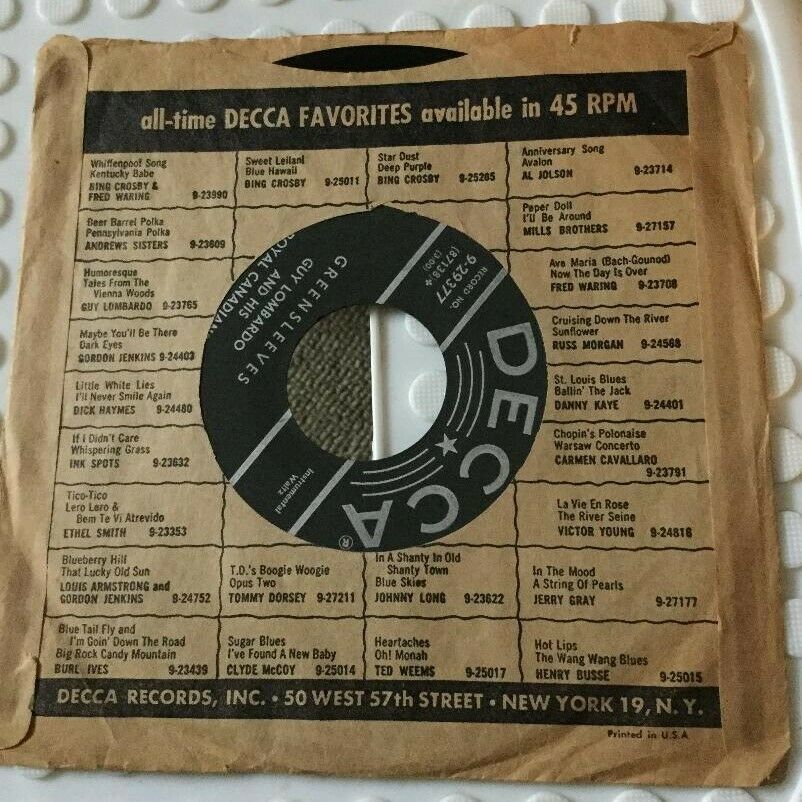 all-time DECCA FAVORITES available in 45 RPM
Whiffenpoof Song
Kentucky Babe
BING CROSBY &
FRED WARING 9-23990
Sweet Leilani
Blue Hawaii
BING CROSBY 9-25011
Star Dust
Deep Purple
BING CROSBY 9-25285
Anniversary Song
Avalon
AL JOLSON 9-23714
Beer Barrel Polka
Pennsylvania Polka
ANDREWS SISTERS 9-23609
Paper Doll
I'll Be Around
MILLS BROTHERS 9-27157
Humoresque
Tales From The
Vienna Woods
GUY LOMBARDO 9-23765
Ave Maria (Bach-Gounod)
Now The Day Is Over
FRED WARING 9-23708
Maybe You'll Be There
Dark Eyes
GORDON JENKINS 9-24403
Cruising Down The River
Sunflower
RUSS MORGAN 9-24568
Little White Lies
I'll Never Smile Again
DICK HAYMES 9-24480
St. Louis Blues
Ballin' The Jack
DANNY KAYE 9-24401
If I Didn't Care
Whispering Grass
INK SPOTS 9-23632
Chopin's Polonaise
Warsaw Concerto
CARMEN CAVALLARO
9-23791
Tico-Tico
Lero Lero &
Bem Te Vi Atrevido
ETHEL SMITH 9-23353
La Vie En Rose
The River Seine
VICTOR YOUNG 9-24816
Blueberry Hill
That Lucky Old Sun
LOUIS ARMSTRONG and
GORDON JENKINS 9-24752
T.D.'s Boogie Woogie
Opus Two
TOMMY DORSEY 9-27211
In A Shanty In Old
Shanty Town
Blue Skies
JOHNNY LONG 9-23622
In The Mood
A String Of Pearls
JERRY GRAY 9-27177
Blue Tail Fly and
I'm Goin' Down The Road
Big Rock Candy Mountain
BURL IVES 9-23439
Sugar Blues
I've Found A New Baby
CLYDE McCOY 9-25014
Heartaches
Oh! Monah
TED WEEMS 9-25017
Hot Lips
The Wang Wang Blues
HENRY BUSSE 9-25015
DECCA RECORDS, INC. • 50 WEST 57th STREET • NEW YORK 19, N. Y.
Printed in U.S.A.
DECCA ®
RECORD NO.
9-29377
(87138)
(3:00)
Instrumental
Waltz
GREENSLEEVES
GUY LOMBARDO
AND HIS
ROYAL